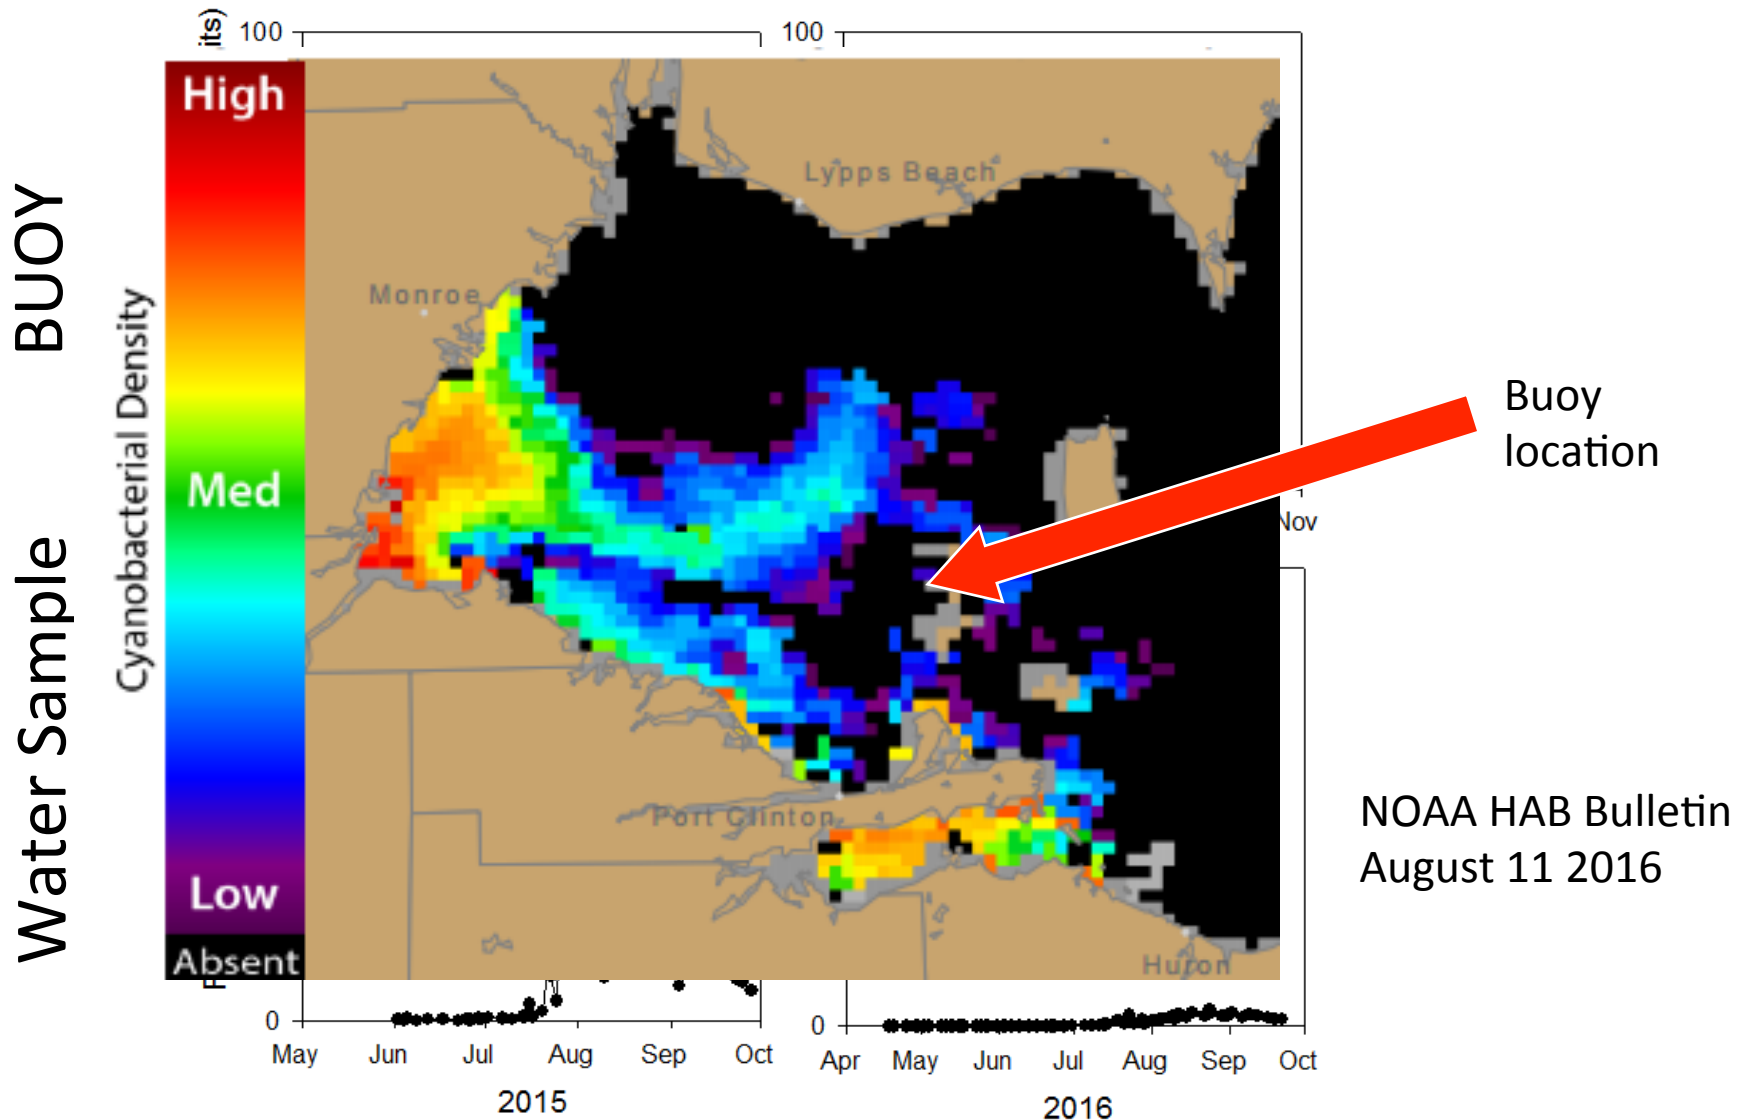 its)
100
100
High
Lypps Beach
BUOY
Monroe
Cyanobacterial Density
Buoy
location
Med
Nov
Water Sample
Port Clinton
NOAA HAB Bulletin
August 11 2016
Low
Absent
Huron
0
0
May Jun Jul Aug Sep Oct
Apr May Jun Jul Aug Sep Oct
2015
2016